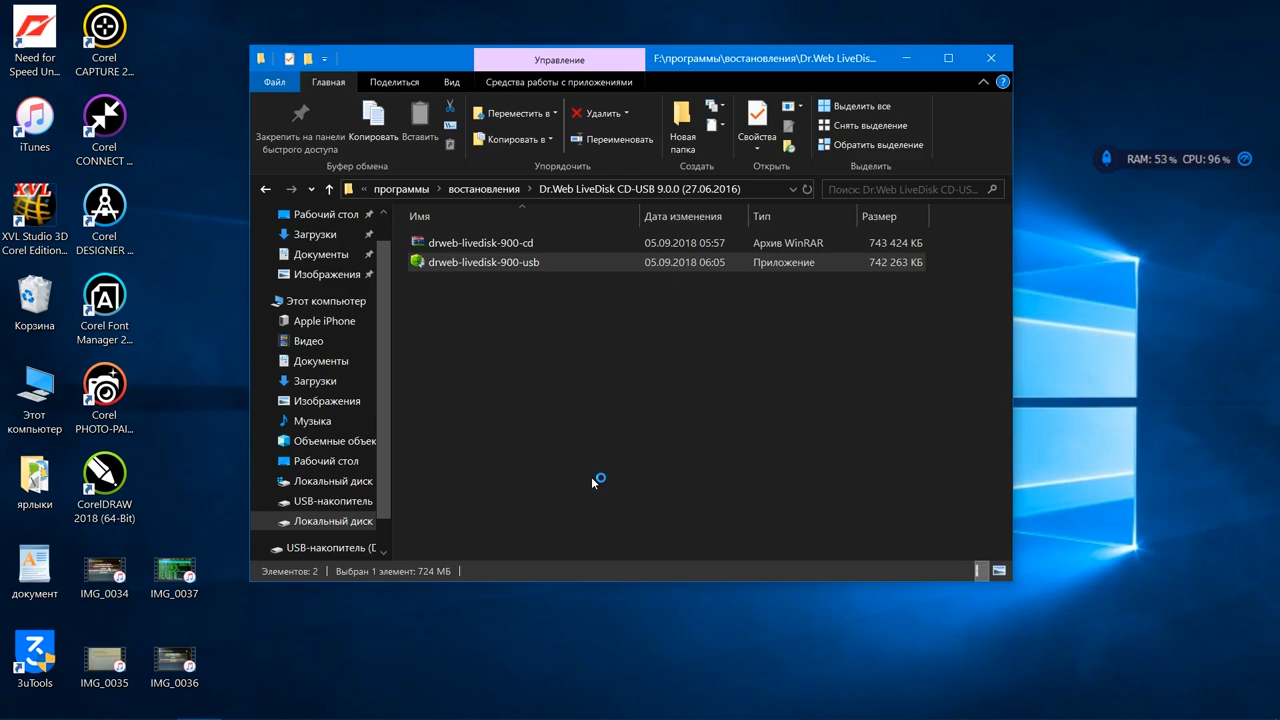 Need for
Speed Un...
Corel
CAPTURE 2...
iTunes
Corel
CONNECT ...
XVL
XVL Studio 3D
Corel Edition...
Corel
DESIGNER ...
Корзина
Corel Font
Manager 2...
Этот
компьютер
Corel
PHOTO-PAI...
ярлыки
CorelDRAW
2018 (64-Bit)
документ
IMG_0034
IMG_0037
3uTools
IMG_0035
IMG_0036
Управление
F:\программы\востановления\Dr.Web LiveDis...
Файл
Главная
Поделиться
Вид
Средства работы с приложениями
Закрепить на панели
быстрого доступа
Копировать
Вставить
Буфер обмена
Переместить в
Копировать в
Удалить
Переименовать
Упорядочить
Новая
папка
Создать
Свойства
Открыть
Выделить все
Снять выделение
Обратить выделение
Выделить
« программы › востановления › Dr.Web LiveDisk CD-USB 9.0.0 (27.06.2016)
Поиск: Dr.Web LiveDisk CD-US...
Рабочий стол
Загрузки
Документы
Изображения
Этот компьютер
Apple iPhone
Видео
Документы
Загрузки
Изображения
Музыка
Объемные объек
Рабочий стол
Локальный диск
USB-накопитель
Локальный диск
USB-накопитель (D
Имя Дата изменения Тип Размер
drweb-livedisk-900-cd 05.09.2018 05:57 Архив WinRAR 743 424 КБ
drweb-livedisk-900-usb 05.09.2018 06:05 Приложение 742 263 КБ
Элементов: 2 Выбран 1 элемент: 724 МБ
RAM: 53 % CPU: 96 %